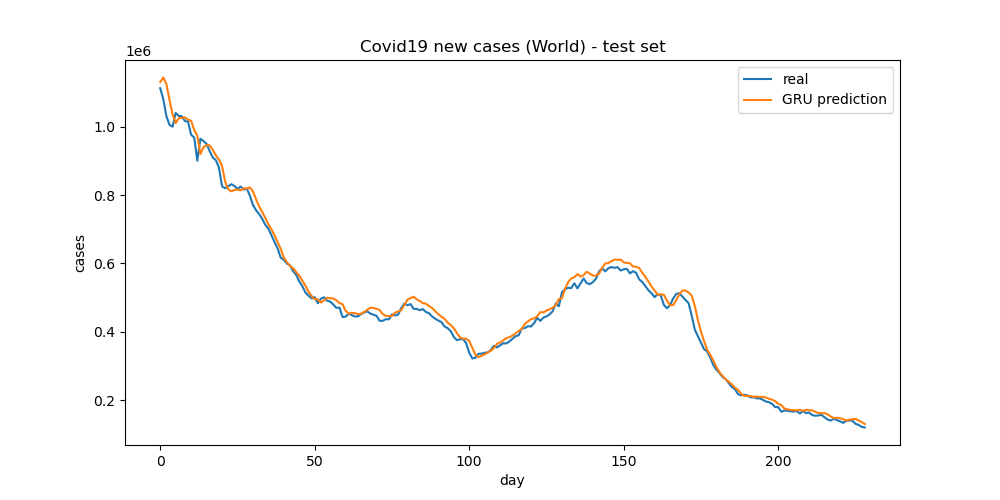 Covid19 new cases (World) - test set
1e6
real
GRU prediction
1.0
0.8
0.6
0.4
0.2
cases
0 50 100 150 200
day